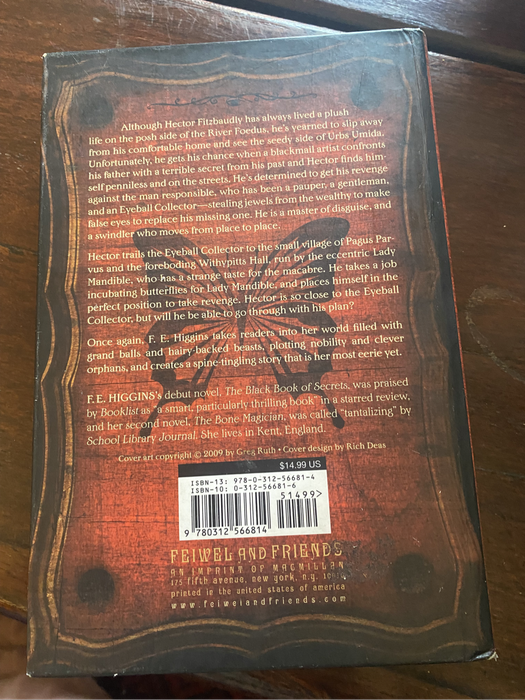 Although Hector Fitzbaudly has always lived a plush
life on the posh side of the River Foedus, he's yearned to slip away
from his comfortable home and see the seedy side of Urbs Umida.
Unfortunately, he gets his chance when a blackmail artist confronts
his father with a terrible secret from his past and Hector finds him-
self penniless and on the streets. He's determined to get his revenge
against the man responsible, who has been a pauper, a gentleman,
and an Eyeball Collector—stealing jewels from the wealthy to make
false eyes to replace his missing one. He is a master of disguise, and
a swindler who moves from place to place.
Hector trails the Eyeball Collector to the small village of Pagus Par-
vus and the foreboding Withypitts Hall, run by the eccentric Lady
Mandible, who has a strange taste for the macabre. He takes a job
incubating butterflies for Lady Mandible, and places himself in the
perfect position to take revenge. Hector is so close to the Eyeball
Collector, but will he be able to go through with his plan?
Once again, F. E. Higgins takes readers into her world filled with
grand balls and hairy-backed beasts, plotting nobility and clever
orphans, and creates a spine-tingling story that is her most eerie yet.
F.E. HIGGINS's debut novel, The Black Book of Secrets, was praised
by Booklist as "a smart, particularly thrilling book" in a starred review,
and her second novel, The Bone Magician, was called "tantalizing" by
School Library Journal. She lives in Kent, England.
Cover art copyright © 2009 by Greg Ruth • Cover design by Rich Deas
$14.99 US
ISBN-13: 978-0-312-56681-4
ISBN-10: 0-312-56681-6
51499>
9 780312 566814
FEIWEL AND FRIENDS
AN IMPRINT OF MACMILLAN
175 fifth avenue, new york, n.y.
printed in the united states of america
www.feiwelandfriends.com